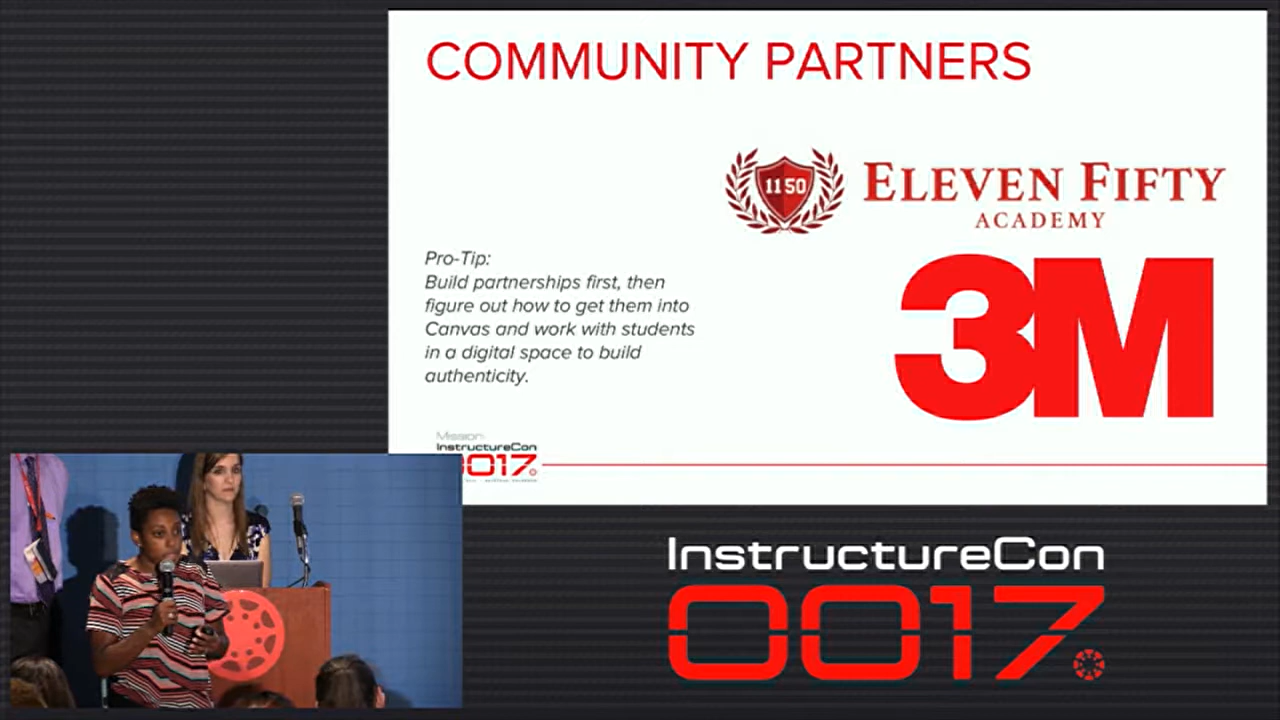 COMMUNITY PARTNERS
1150
ELEVEN FIFTY
ACADEMY
3M
Pro-Tip:
Build partnerships first, then
figure out how to get them into
Canvas and work with students
in a digital space to build
authenticity.
Mission:
InstructureCon
0017
InstructureCon
0017